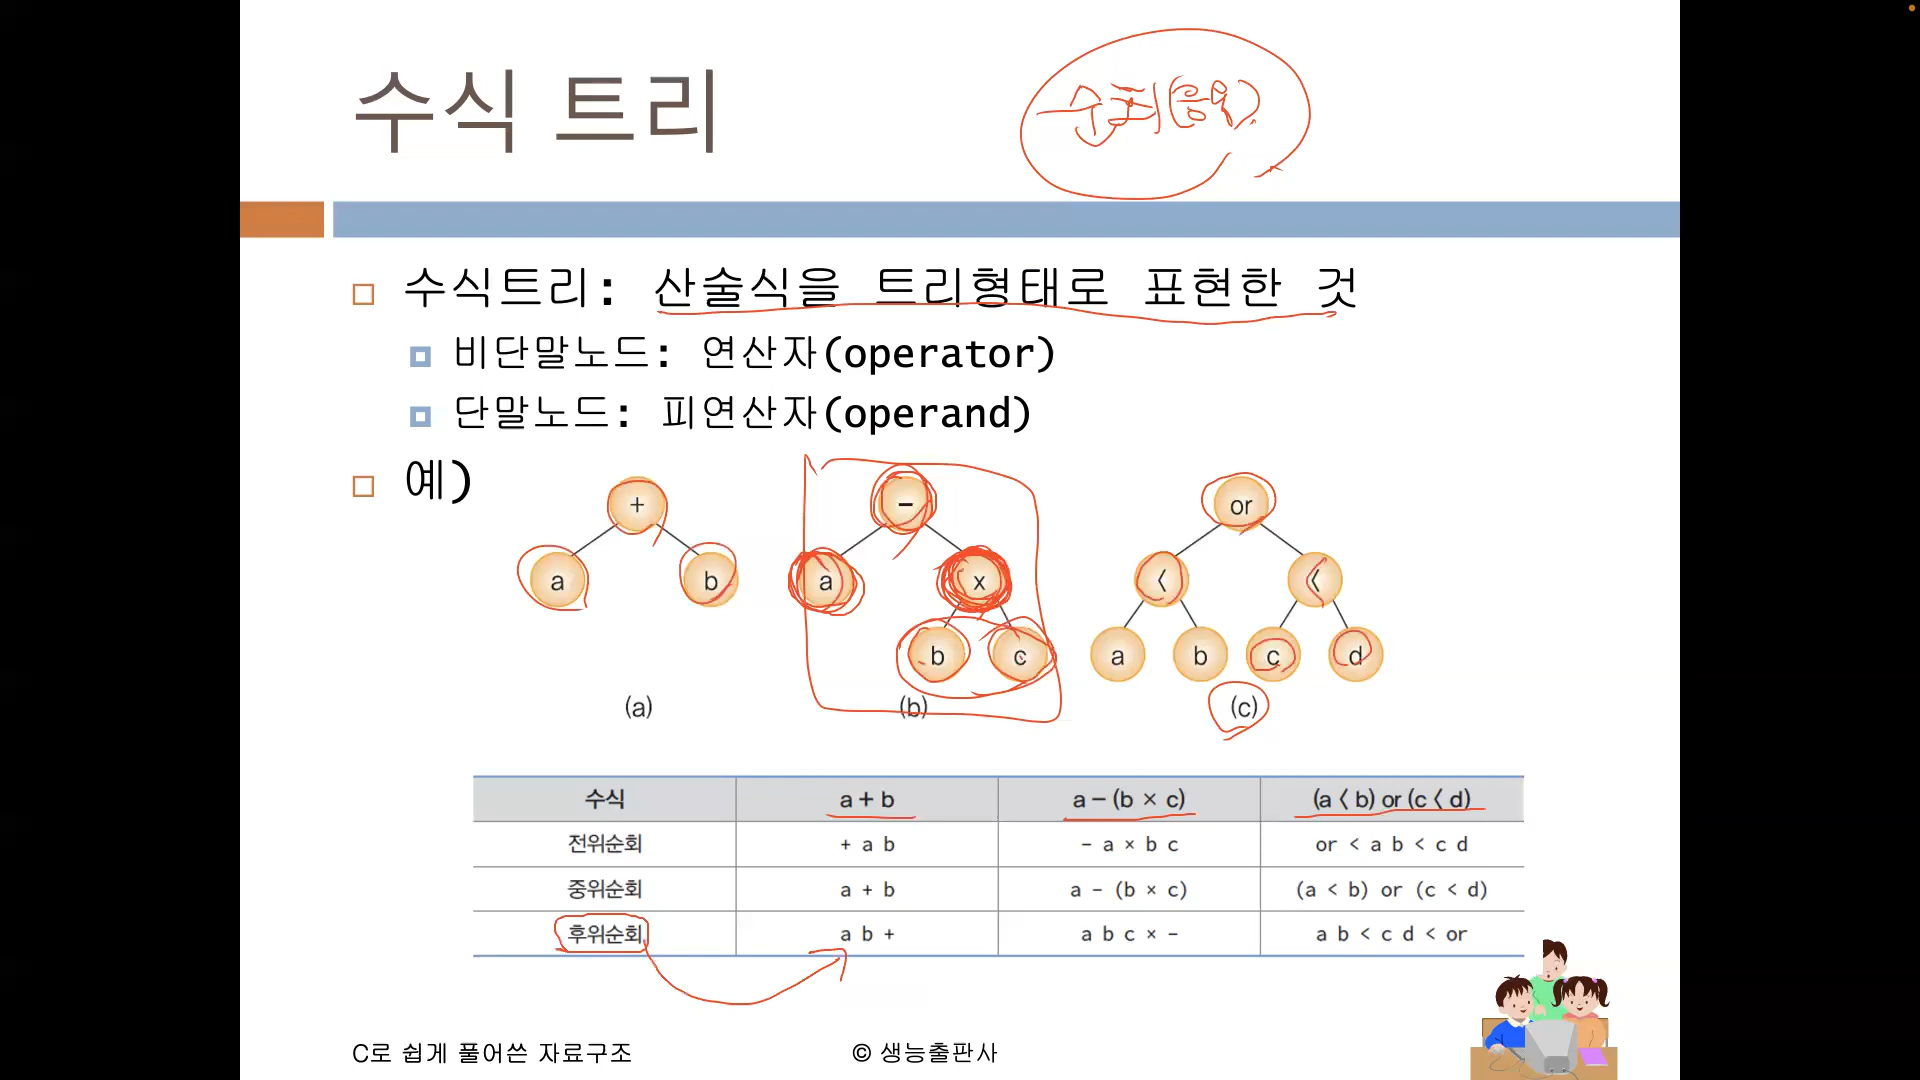 수식 트리
수식트리: 산술식을 트리형태로 표현한 것
비단말노드: 연산자(operator)
단말노드: 피연산자(operand)
예)
+
a b
(a)
-
a x
b c
(b)
or
< <
a b c d
(c)
수식 a + b a - (b × c) (a < b) or (c < d)
전위순회 + a b - a × b c or < a b < c d
중위순회 a + b a - (b × c) (a < b) or (c < d)
후위순회 a b + a b c × - a b < c d < or
C로 쉽게 풀어쓴 자료구조
© 생능출판사